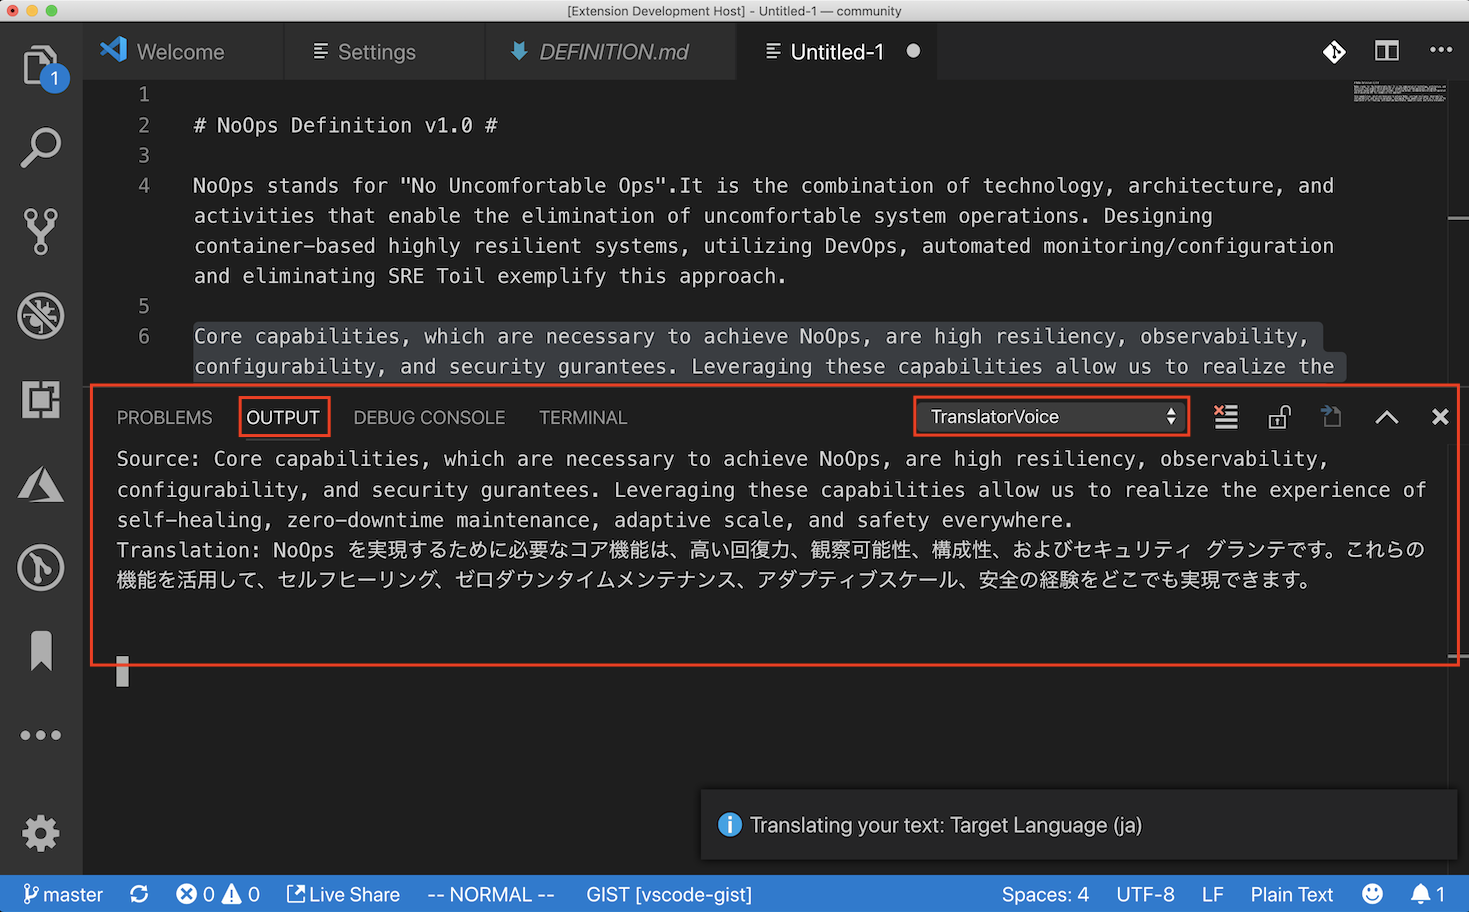 [Extension Development Host] - Untitled-1 — community
Welcome
Settings
DEFINITION.md
Untitled-1
1
1
2 # NoOps Definition v1.0 #
3
4 NoOps stands for "No Uncomfortable Ops".It is the combination of technology, architecture, and
activities that enable the elimination of uncomfortable system operations. Designing
container-based highly resilient systems, utilizing DevOps, automated monitoring/configuration
and eliminating SRE Toil exemplify this approach.
5
6 Core capabilities, which are necessary to achieve NoOps, are high resiliency, observability,
configurability, and security gurantees. Leveraging these capabilities allow us to realize the
PROBLEMS OUTPUT DEBUG CONSOLE TERMINAL TranslatorVoice
Source: Core capabilities, which are necessary to achieve NoOps, are high resiliency, observability,
configurability, and security gurantees. Leveraging these capabilities allow us to realize the experience of
self-healing, zero-downtime maintenance, adaptive scale, and safety everywhere.
Translation: NoOps を実現するために必要なコア機能は、高い回復力、観察可能性、構成性、およびセキュリティ グランテです。これらの
機能を活用して、セルフヒーリング、ゼロダウンタイムメンテナンス、アダプティブスケール、安全の経験をどこでも実現できます。
Translating your text: Target Language (ja)
master 0 0 Live Share -- NORMAL -- GIST [vscode-gist] Spaces: 4 UTF-8 LF Plain Text 1